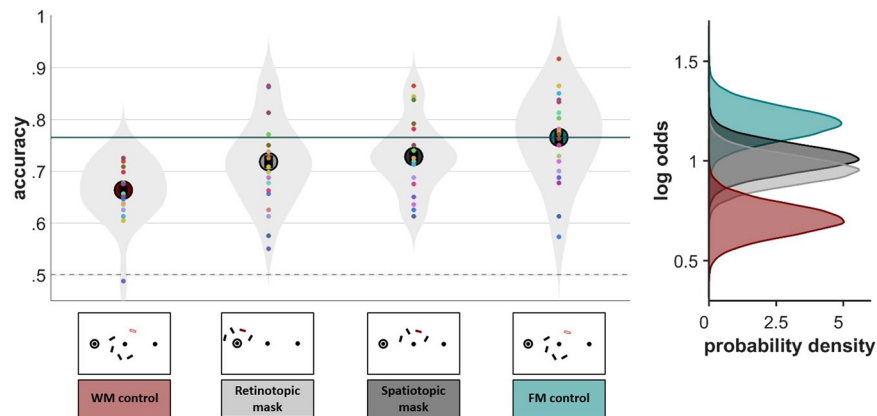 1
.9
.8
.7
.6
.5
accuracy
WM control
Retinotopic
mask
Spatiotopic
mask
FM control
1.5
1
0.5
log odds
0
2.5
5
probability density